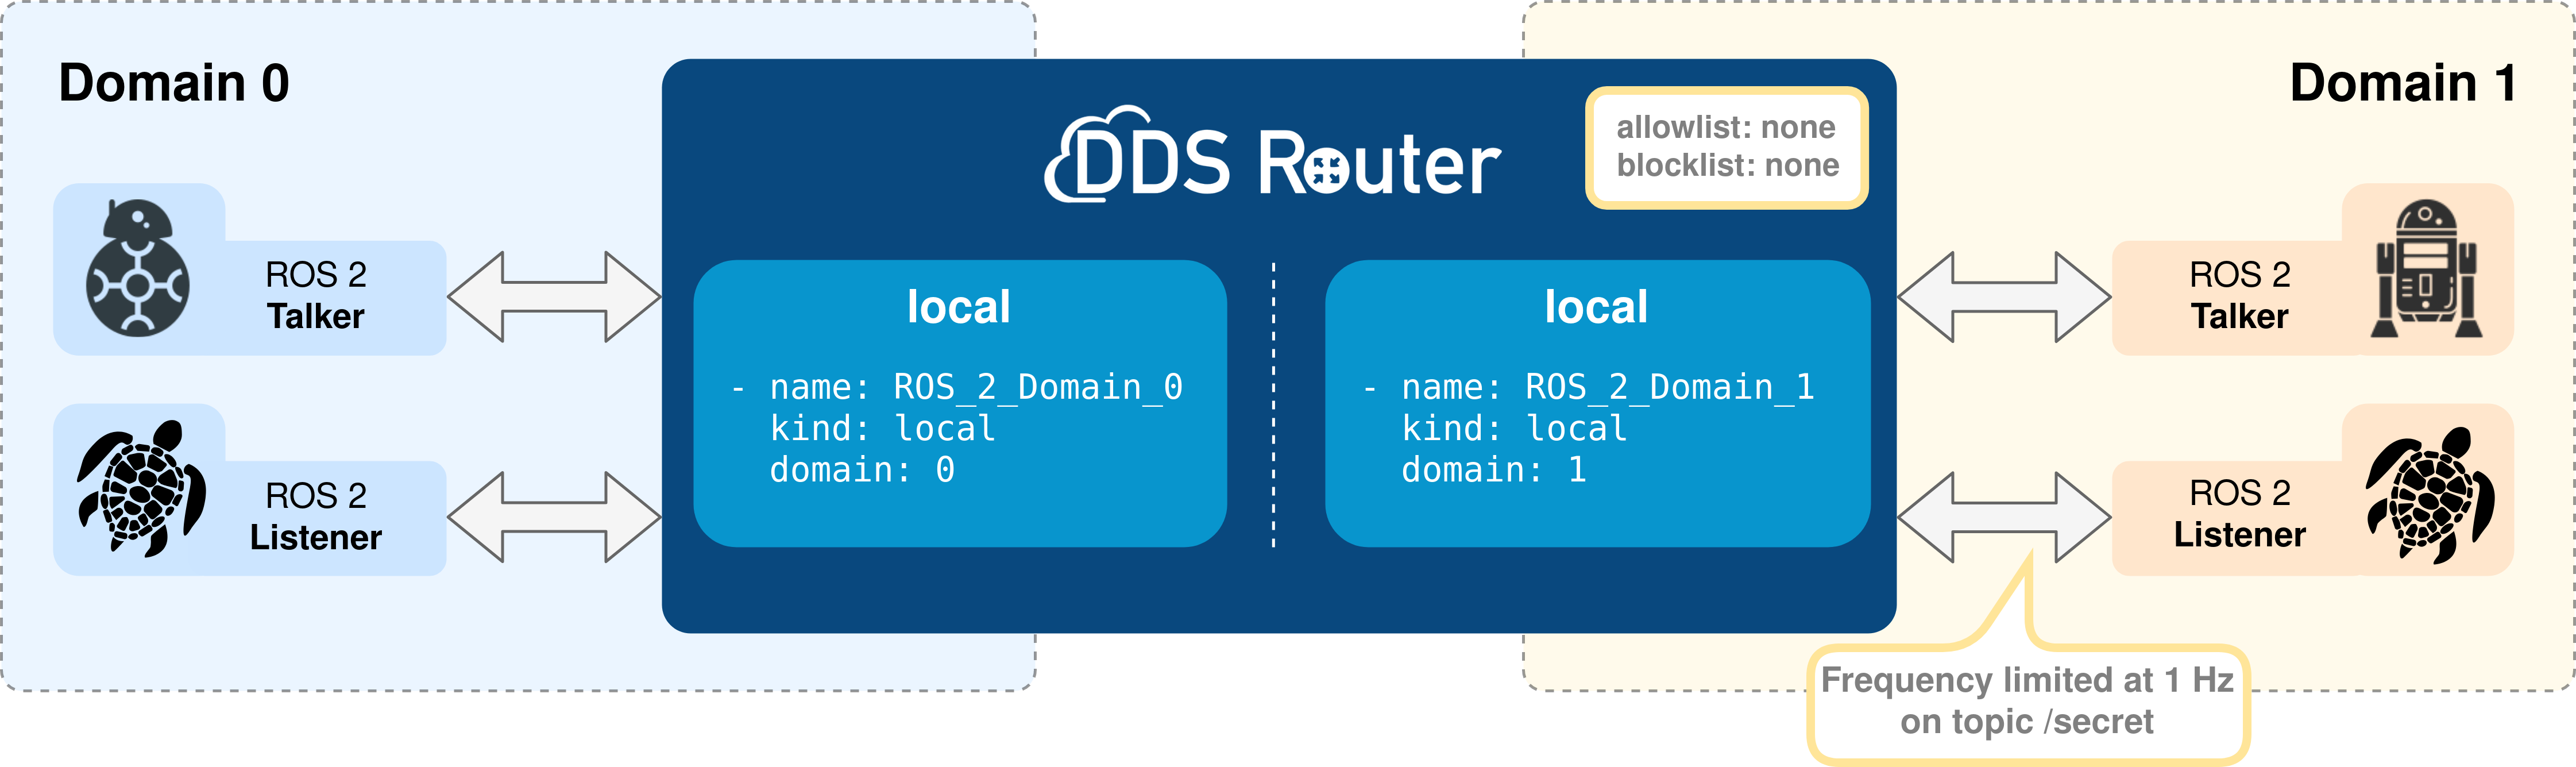 Domain 0
ROS 2
Talker
ROS 2
Listener
DDS Router
allowlist: none
blocklist: none
local
- name: ROS_2_Domain_0
kind: local
domain: 0
local
- name: ROS_2_Domain_1
kind: local
domain: 1
Domain 1
ROS 2
Talker
ROS 2
Listener
Frequency limited at 1 Hz
on topic /secret